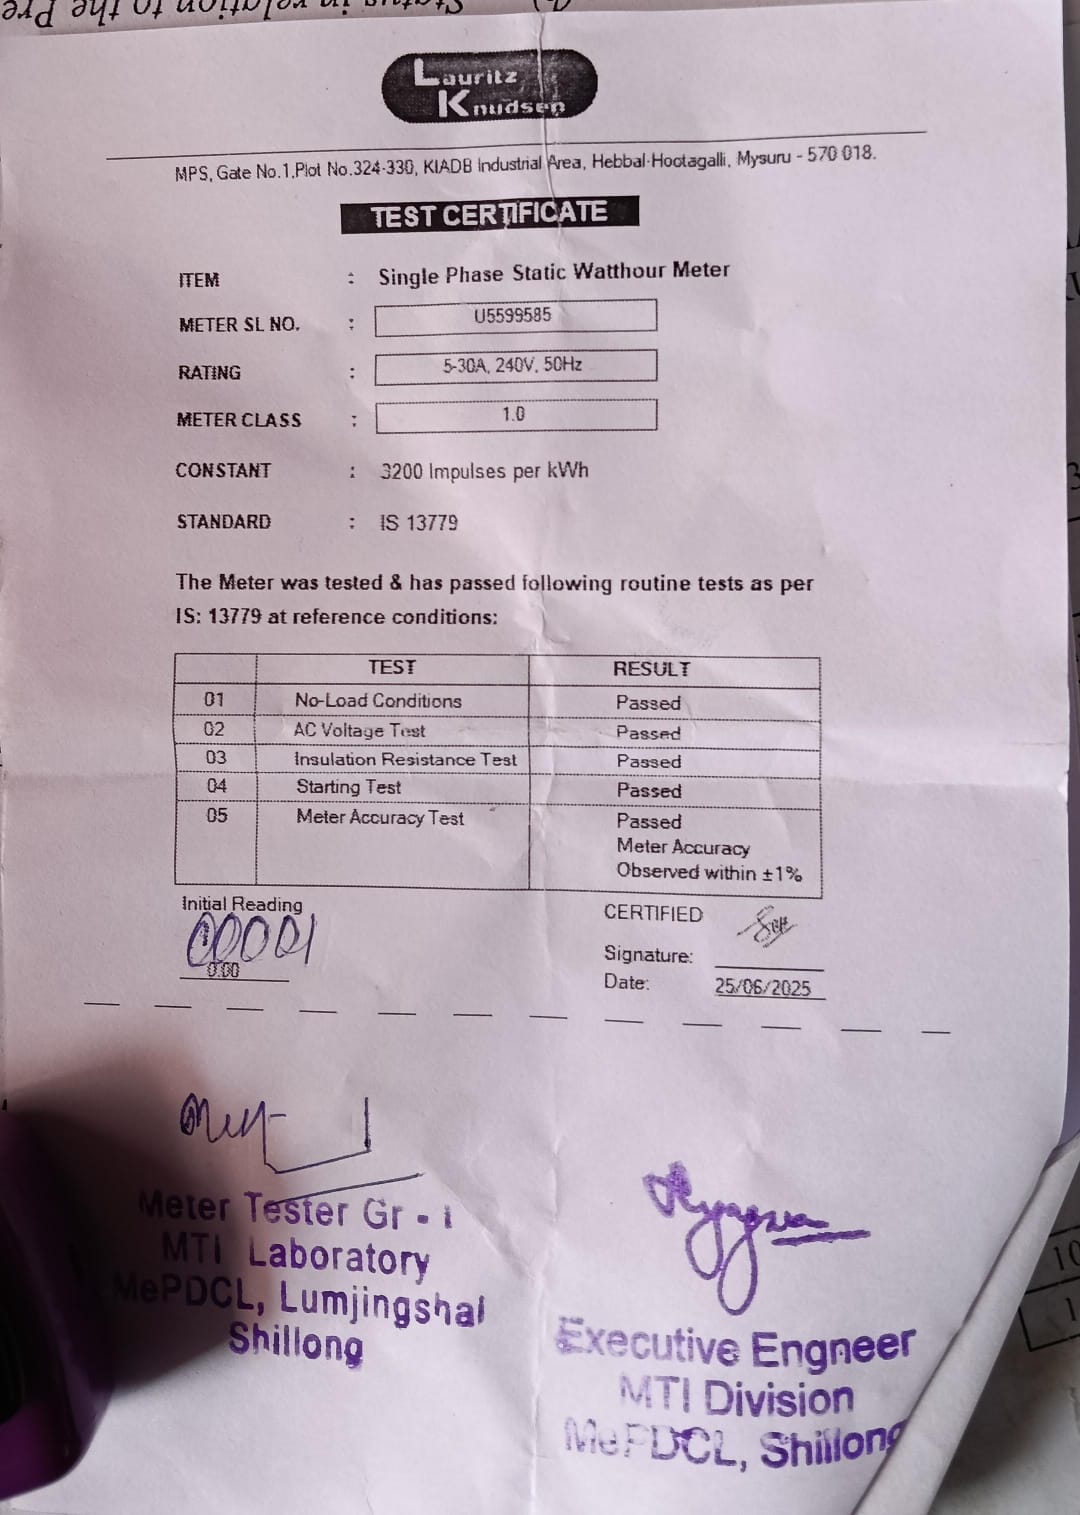 Status in relation to the Pre
Lauritz
Knudsen
MPS, Gate No.1,Plot No.324-330, KIADB Industrial Area, Hebbal-Hootagalli, Mysuru - 570 018.
TEST CERTIFICATE
ITEM : Single Phase Static Watthour Meter
METER SL NO. : U5599585
RATING : 5-30A, 240V, 50Hz
METER CLASS : 1.0
CONSTANT : 3200 Impulses per kWh
STANDARD : IS 13779
The Meter was tested & has passed following routine tests as per
IS: 13779 at reference conditions:
TEST RESULT
01 No-Load Conditions Passed
02 AC Voltage Test Passed
03 Insulation Resistance Test Passed
04 Starting Test Passed
05 Meter Accuracy Test Passed
Meter Accuracy
Observed within ±1%
Initial Reading
00001
0.00
CERTIFIED
Signature:
Date: 25/06/2025
Meter Tester Gr - I
MTI Laboratory
MePDCL, Lumjingshai
Shillong
Executive Engneer
MTI Division
MePDCL, Shillong